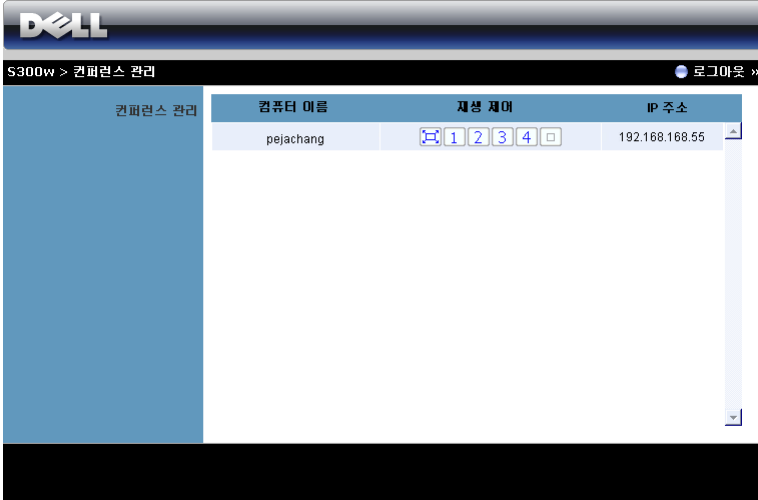 DELL
S300w > 컨퍼런스 관리
로그아웃 »
컨퍼런스 관리
컴퓨터 이름 재생 제어 IP 주소
pejachang 1 2 3 4 192.168.168.55